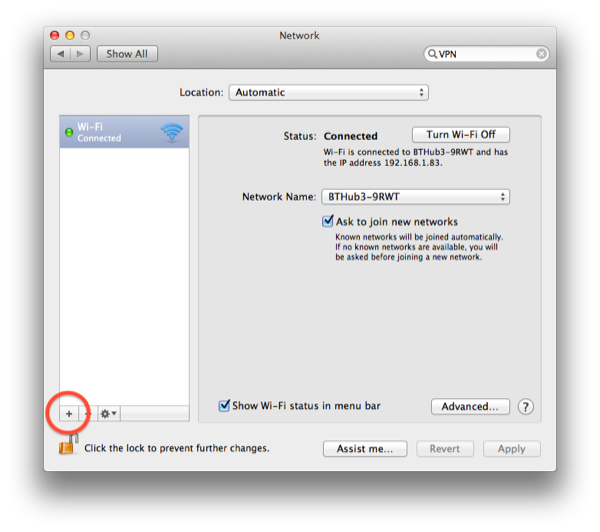 Network
Show All
VPN
Location: Automatic
Wi-Fi
Connected
Status: Connected
Turn Wi-Fi Off
Wi-Fi is connected to BTHub3-9RWT and has
the IP address 192.168.1.83.
Network Name: BTHub3-9RWT
Ask to join new networks
Known networks will be joined automatically.
If no known networks are available, you will
be asked before joining a new network.
+ -
Show Wi-Fi status in menu bar
Advanced... ?
Click the lock to prevent further changes.
Assist me... Revert Apply